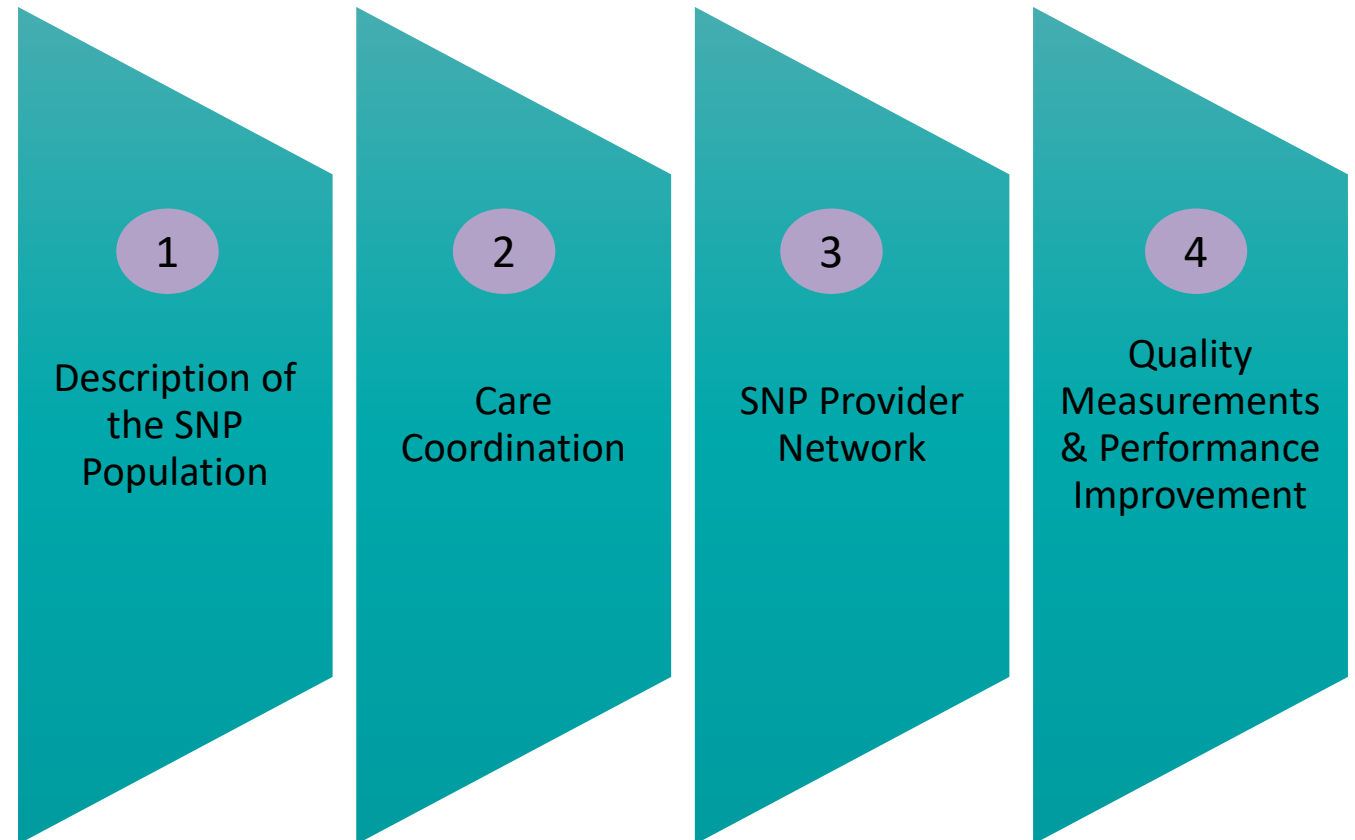 1
Description of
the SNP
Population
2
Care
Coordination
3
SNP Provider
Network
4
Quality
Measurements
& Performance
Improvement